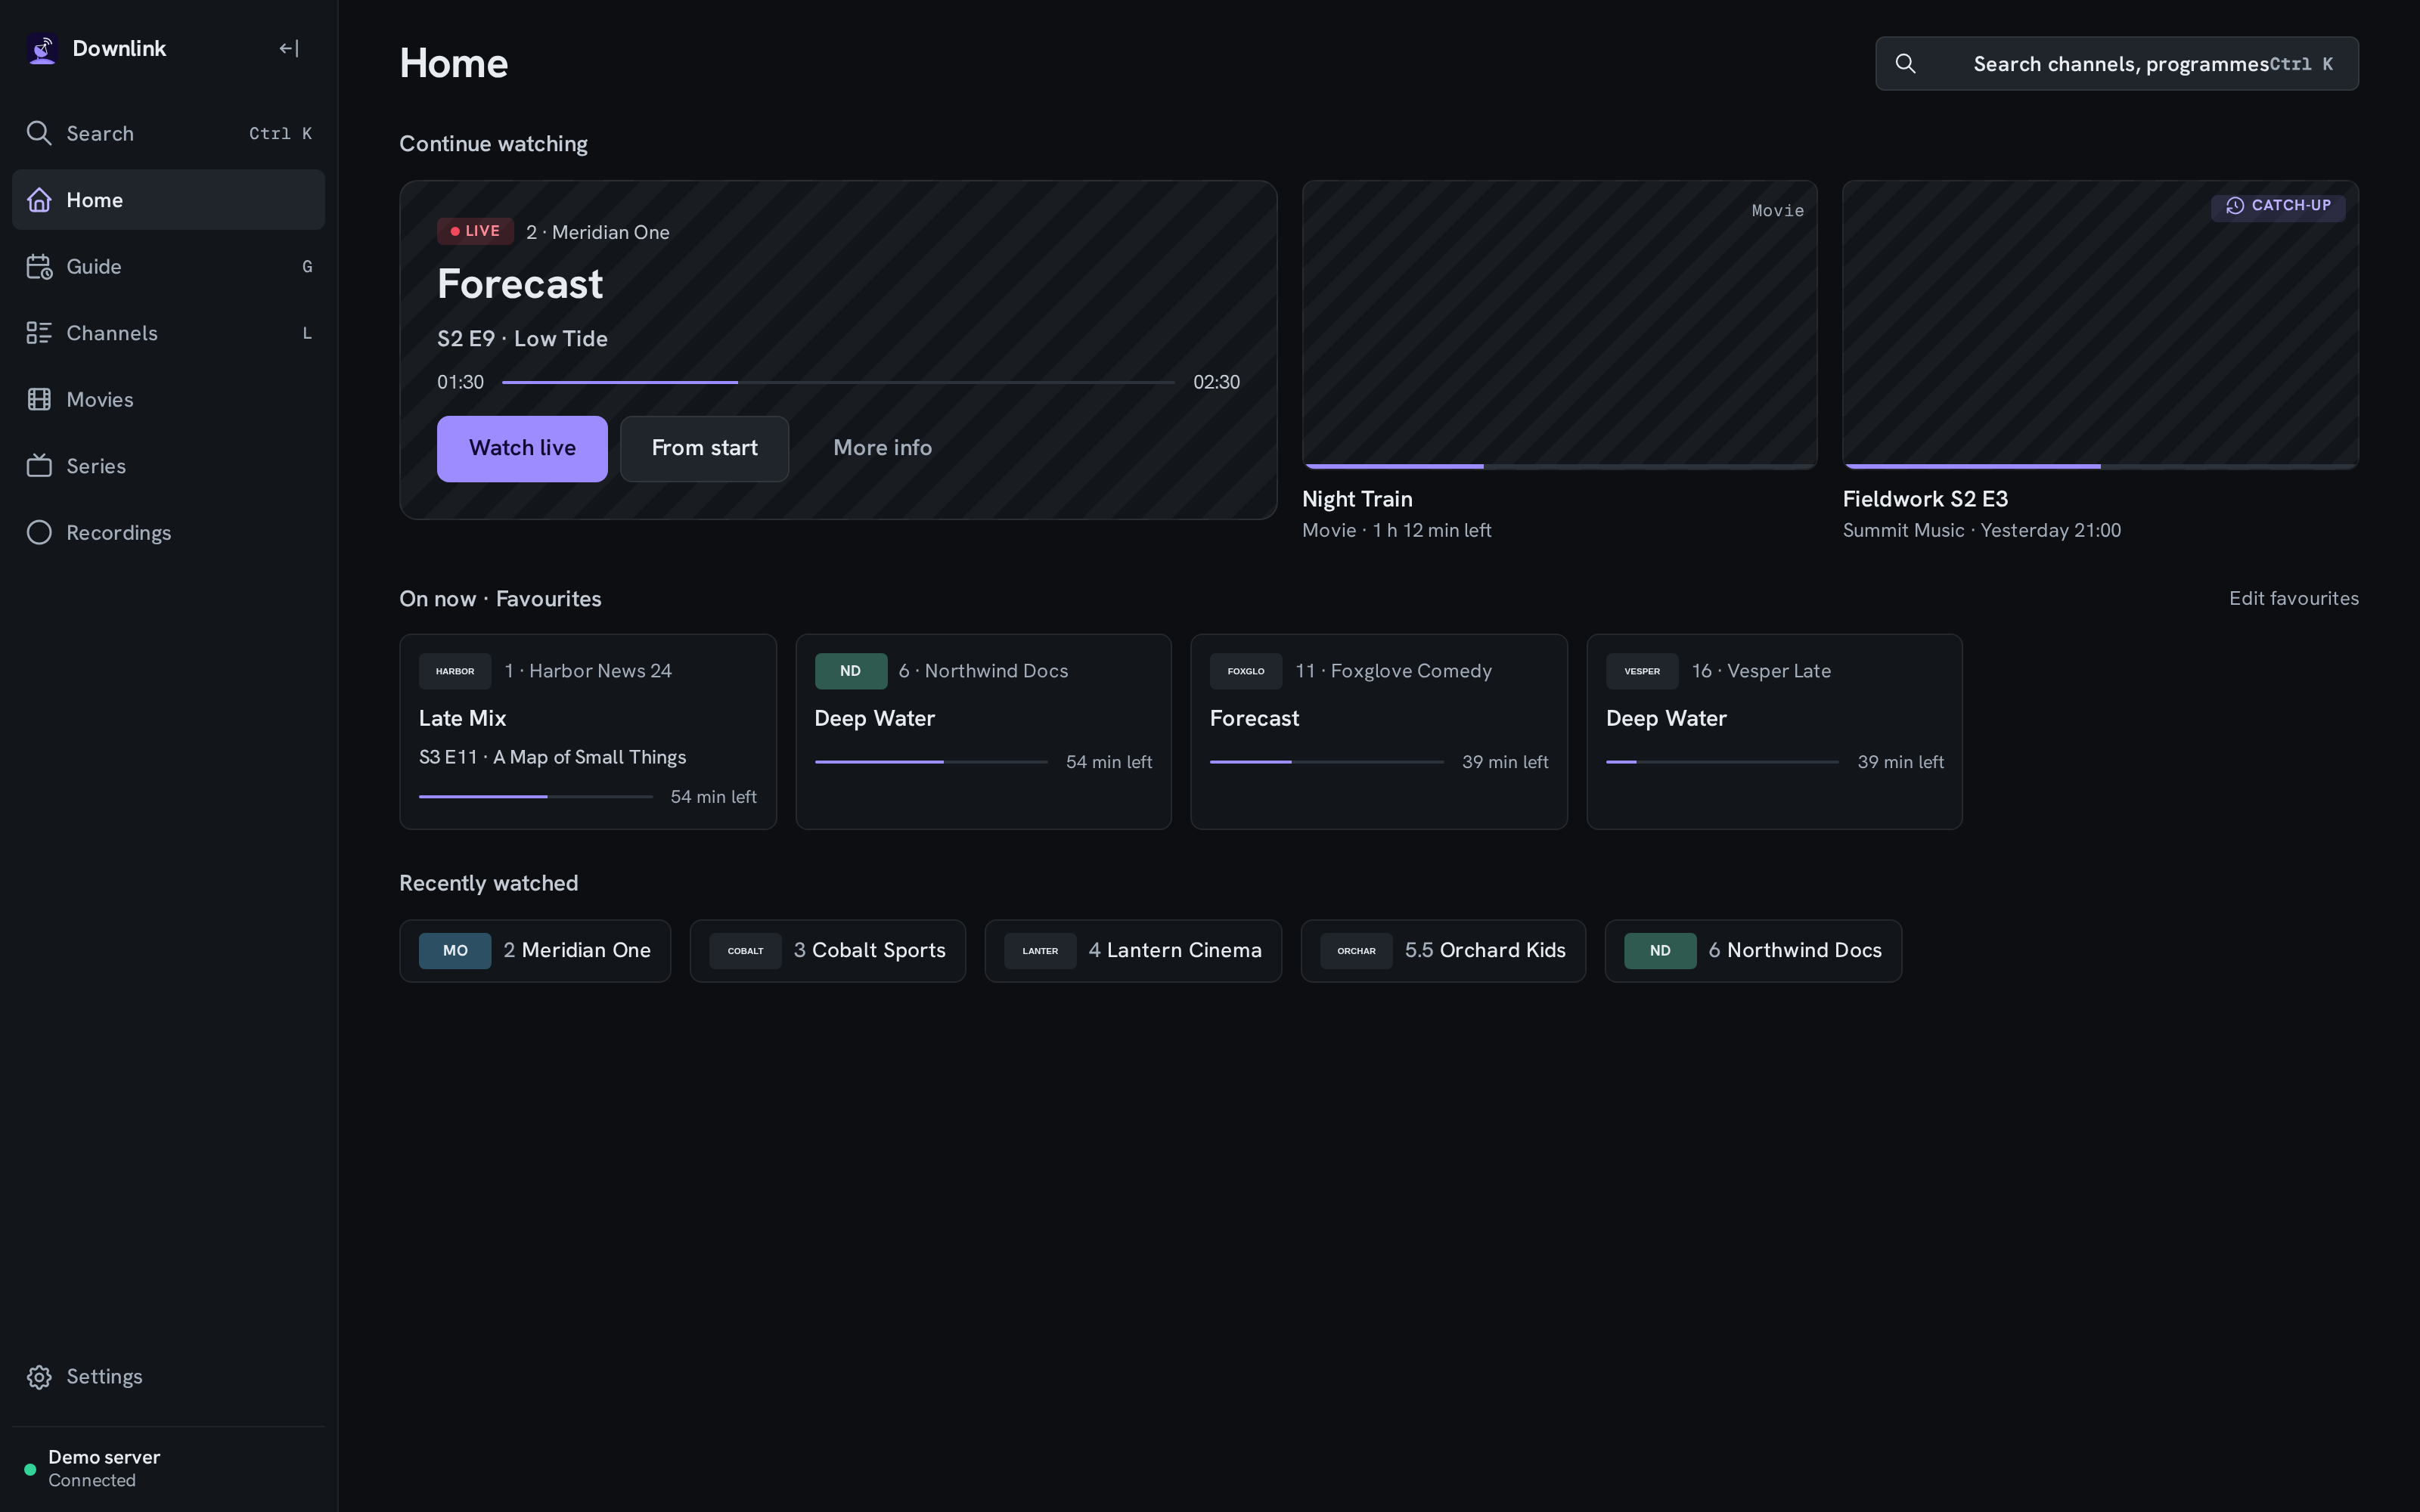 Downlink
Search Ctrl K
Home
Guide G
Channels L
Movies
Series
Recordings
Settings
Demo server
Connected
Home
Search channels, programmes Ctrl K
Continue watching
LIVE 2 · Meridian One
Forecast
S2 E9 · Low Tide
01:30 02:30
Watch live From start More info
Movie
Night Train
Movie · 1 h 12 min left
CATCH-UP
Fieldwork S2 E3
Summit Music · Yesterday 21:00
On now · Favourites Edit favourites
HARBOR 1 · Harbor News 24
Late Mix
S3 E11 · A Map of Small Things
54 min left
ND 6 · Northwind Docs
Deep Water
54 min left
FOXGLO 11 · Foxglove Comedy
Forecast
39 min left
VESPER 16 · Vesper Late
Deep Water
39 min left
Recently watched
MO 2 Meridian One
COBALT 3 Cobalt Sports
LANTER 4 Lantern Cinema
ORCHAR 5.5 Orchard Kids
ND 6 Northwind Docs